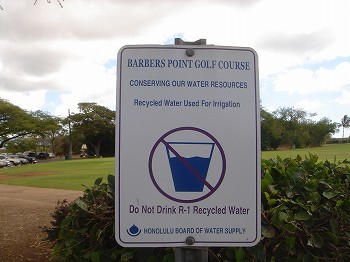 BARBERS POINT GOLF COURSE
CONSERVING OUR WATER RESOURCES
Recycled Water Used For Irrigation
Do Not Drink R-1 Recycled Water
HONOLULU BOARD OF WATER SUPPLY